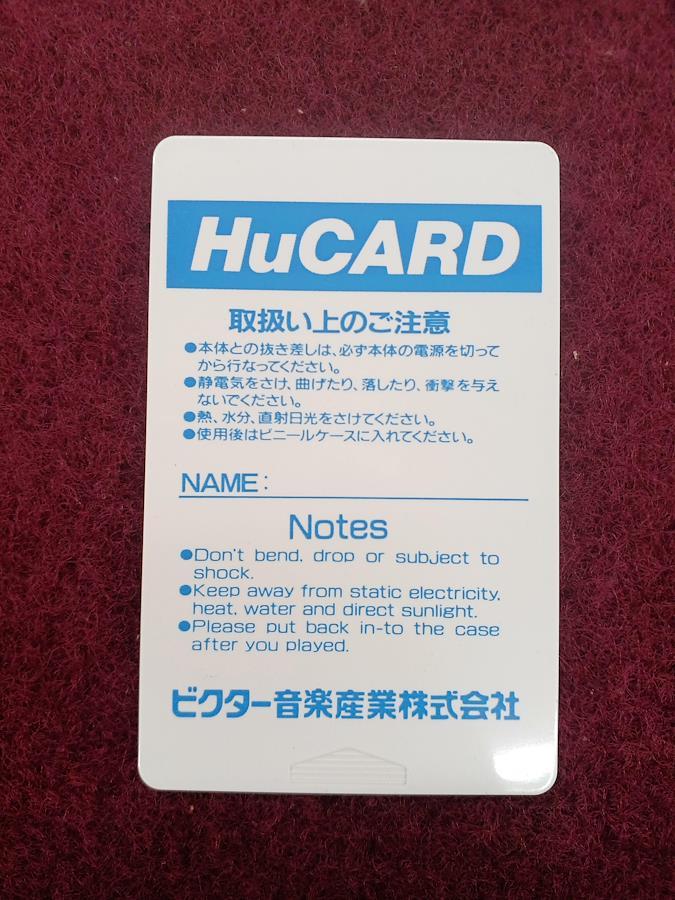 HuCARD
取扱い上のご注意
●本体との抜き差しは、必ず本体の電源を切って
から行なってください。
●静電気をさけ、曲げたり、落したり、衝撃を与え
ないでください。
●熱、水分、直射日光をさけてください。
●使用後はビニールケースに入れてください。
NAME:
Notes
●Don't bend, drop or subject to
shock.
●Keep away from static electricity,
heat, water and direct sunlight.
●Please put back in-to the case
after you played.
ビクター音楽産業株式会社